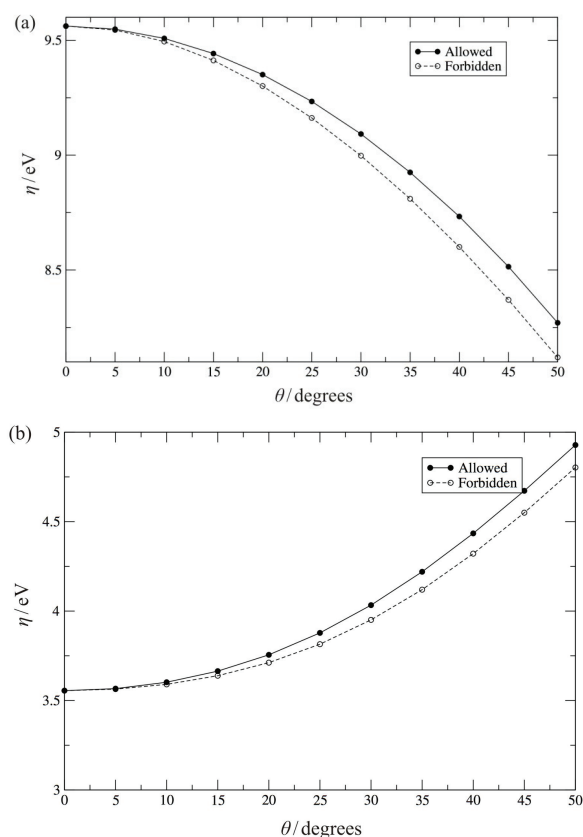 (a)
9.5
9
8.5
η / eV
Allowed
Forbidden
0 5 10 15 20 25 30 35 40 45 50
θ / degrees
(b)
5
4.5
4
3.5
3
η / eV
Allowed
Forbidden
0 5 10 15 20 25 30 35 40 45 50
θ / degrees